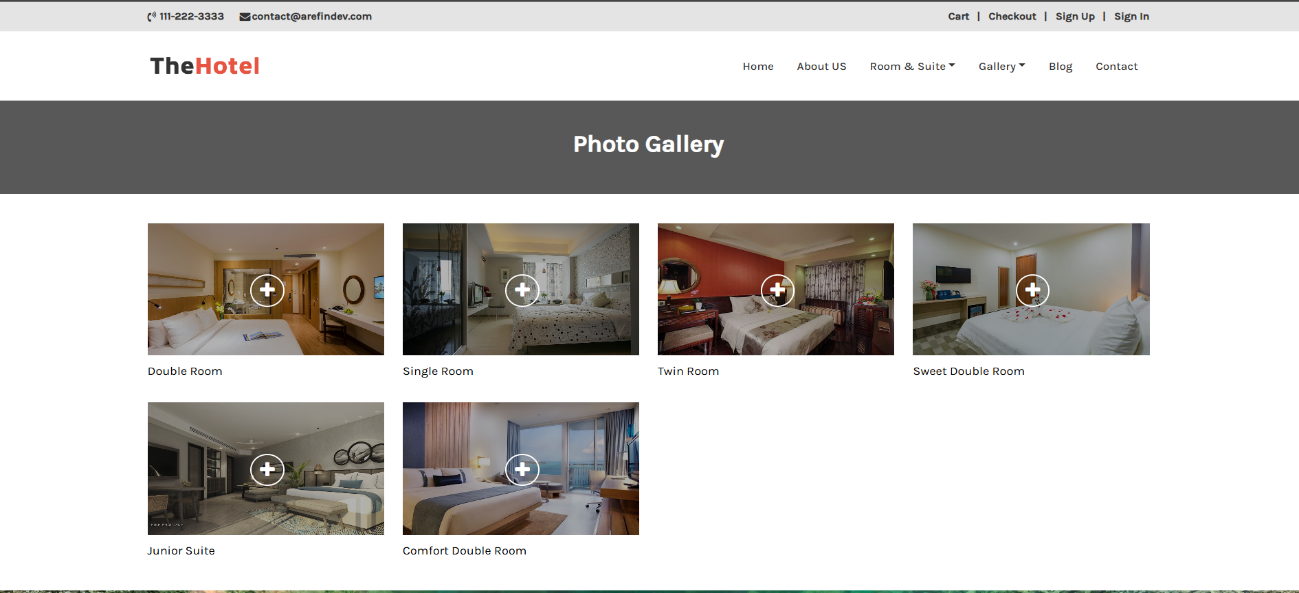 111-222-3333 contact@arefindev.com Cart | Checkout | Sign Up | Sign In
TheHotel Home About US Room & Suite Gallery Blog Contact
Photo Gallery
Double Room Single Room Twin Room Sweet Double Room
Junior Suite Comfort Double Room